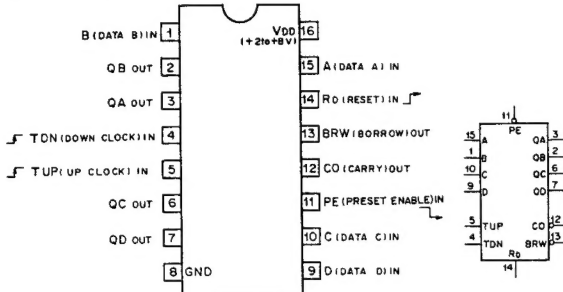 B(DATA B)IN 1
QB OUT 2
QA OUT 3
TDN(DOWN CLOCK)IN 4
TUP(UP CLOCK) IN 5
QC OUT 6
QD OUT 7
8 GND
VDD 16
(+2to+8V)
15 A(DATA A) IN
14 RD(RESET)IN
13 BRW(BORROW)OUT
12 CO(CARRY)OUT
11 PE(PRESET ENABLE)IN
10 C(DATA C)IN
9 D(DATA D)IN
11
PE
15 A QA 3
1 B QB 2
10 C QC 6
9 D QD 7
5 TUP CO 12
4 TDN BRW 13
RD
14